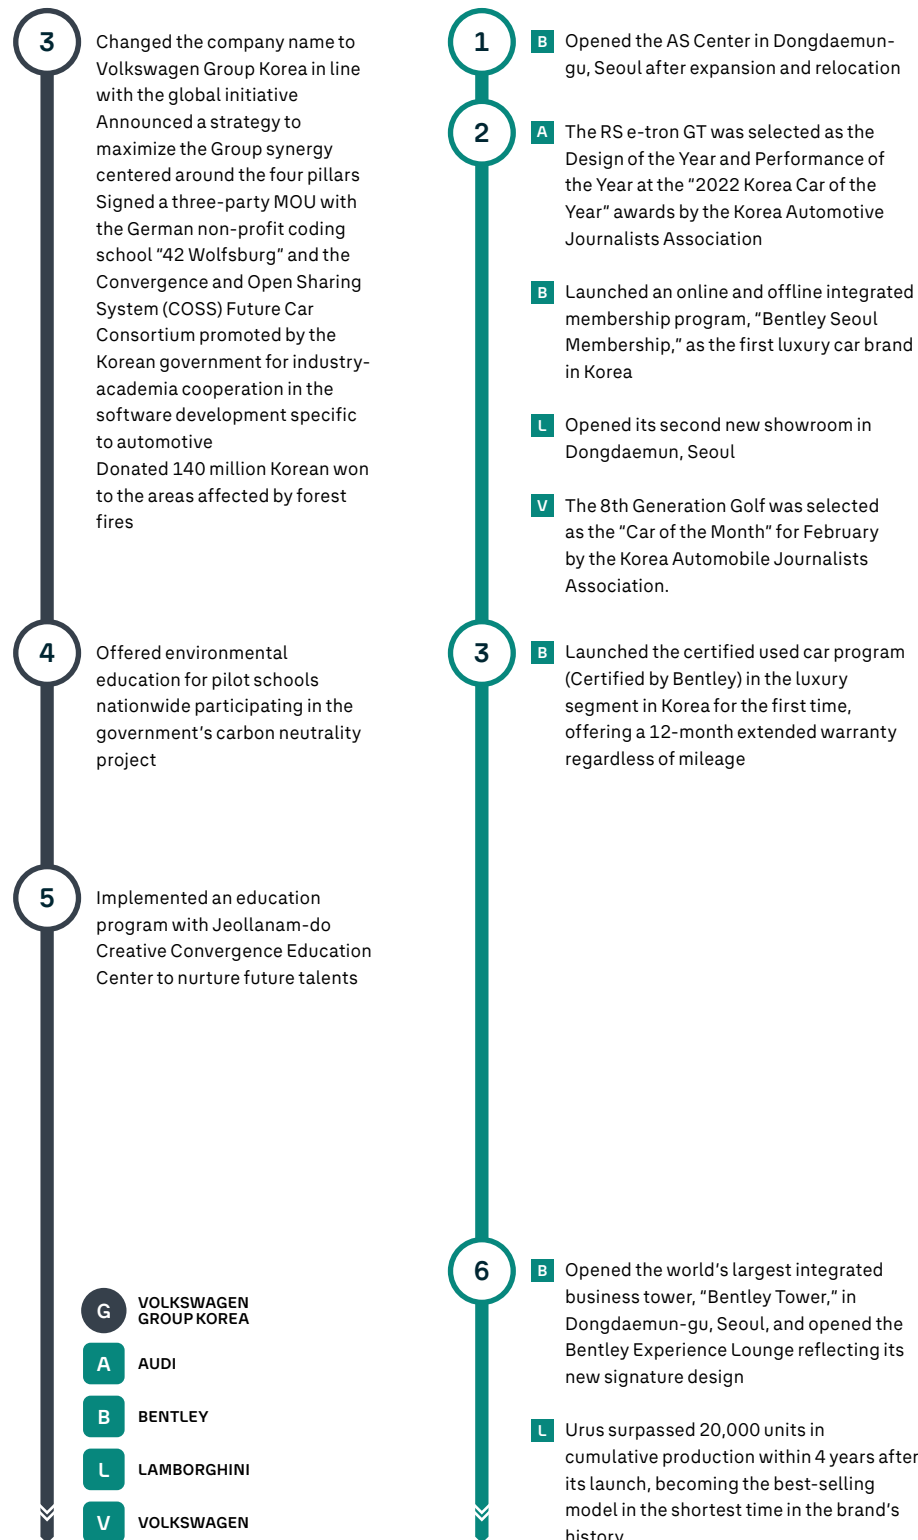 3
Changed the company name to
Volkswagen Group Korea in line
with the global initiative
Announced a strategy to
maximize the Group synergy
centered around the four pillars
Signed a three-party MOU with
the German non-profit coding
school “42 Wolfsburg” and the
Convergence and Open Sharing
System (COSS) Future Car
Consortium promoted by the
Korean government for industry-
academia cooperation in the
software development specific
to automotive
Donated 140 million Korean won
to the areas affected by forest
fires
4
Offered environmental
education for pilot schools
nationwide participating in the
government’s carbon neutrality
project
5
Implemented an education
program with Jeollanam-do
Creative Convergence Education
Center to nurture future talents
G VOLKSWAGEN
GROUP KOREA
A AUDI
B BENTLEY
L LAMBORGHINI
V VOLKSWAGEN
1
B Opened the AS Center in Dongdaemun-
gu, Seoul after expansion and relocation
2
A The RS e-tron GT was selected as the
Design of the Year and Performance of
the Year at the “2022 Korea Car of the
Year” awards by the Korea Automotive
Journalists Association
B Launched an online and offline integrated
membership program, “Bentley Seoul
Membership,” as the first luxury car brand
in Korea
L Opened its second new showroom in
Dongdaemun, Seoul
V The 8th Generation Golf was selected
as the “Car of the Month” for February
by the Korea Automobile Journalists
Association.
3
B Launched the certified used car program
(Certified by Bentley) in the luxury
segment in Korea for the first time,
offering a 12-month extended warranty
regardless of mileage
6
B Opened the world’s largest integrated
business tower, “Bentley Tower,” in
Dongdaemun-gu, Seoul, and opened the
Bentley Experience Lounge reflecting its
new signature design
L Urus surpassed 20,000 units in
cumulative production within 4 years after
its launch, becoming the best-selling
model in the shortest time in the brand’s
history